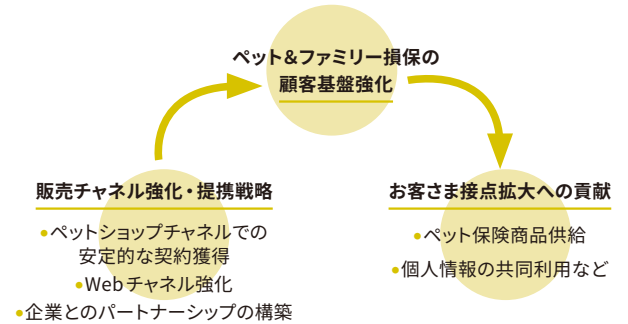 ペット&ファミリー損保の
顧客基盤強化
販売チャネル強化・提携戦略
●ペットショップチャネルでの
安定的な契約獲得
●Webチャネル強化
●企業とのパートナーシップの構築
お客さま接点拡大への貢献
●ペット保険商品供給
●個人情報の共同利用など